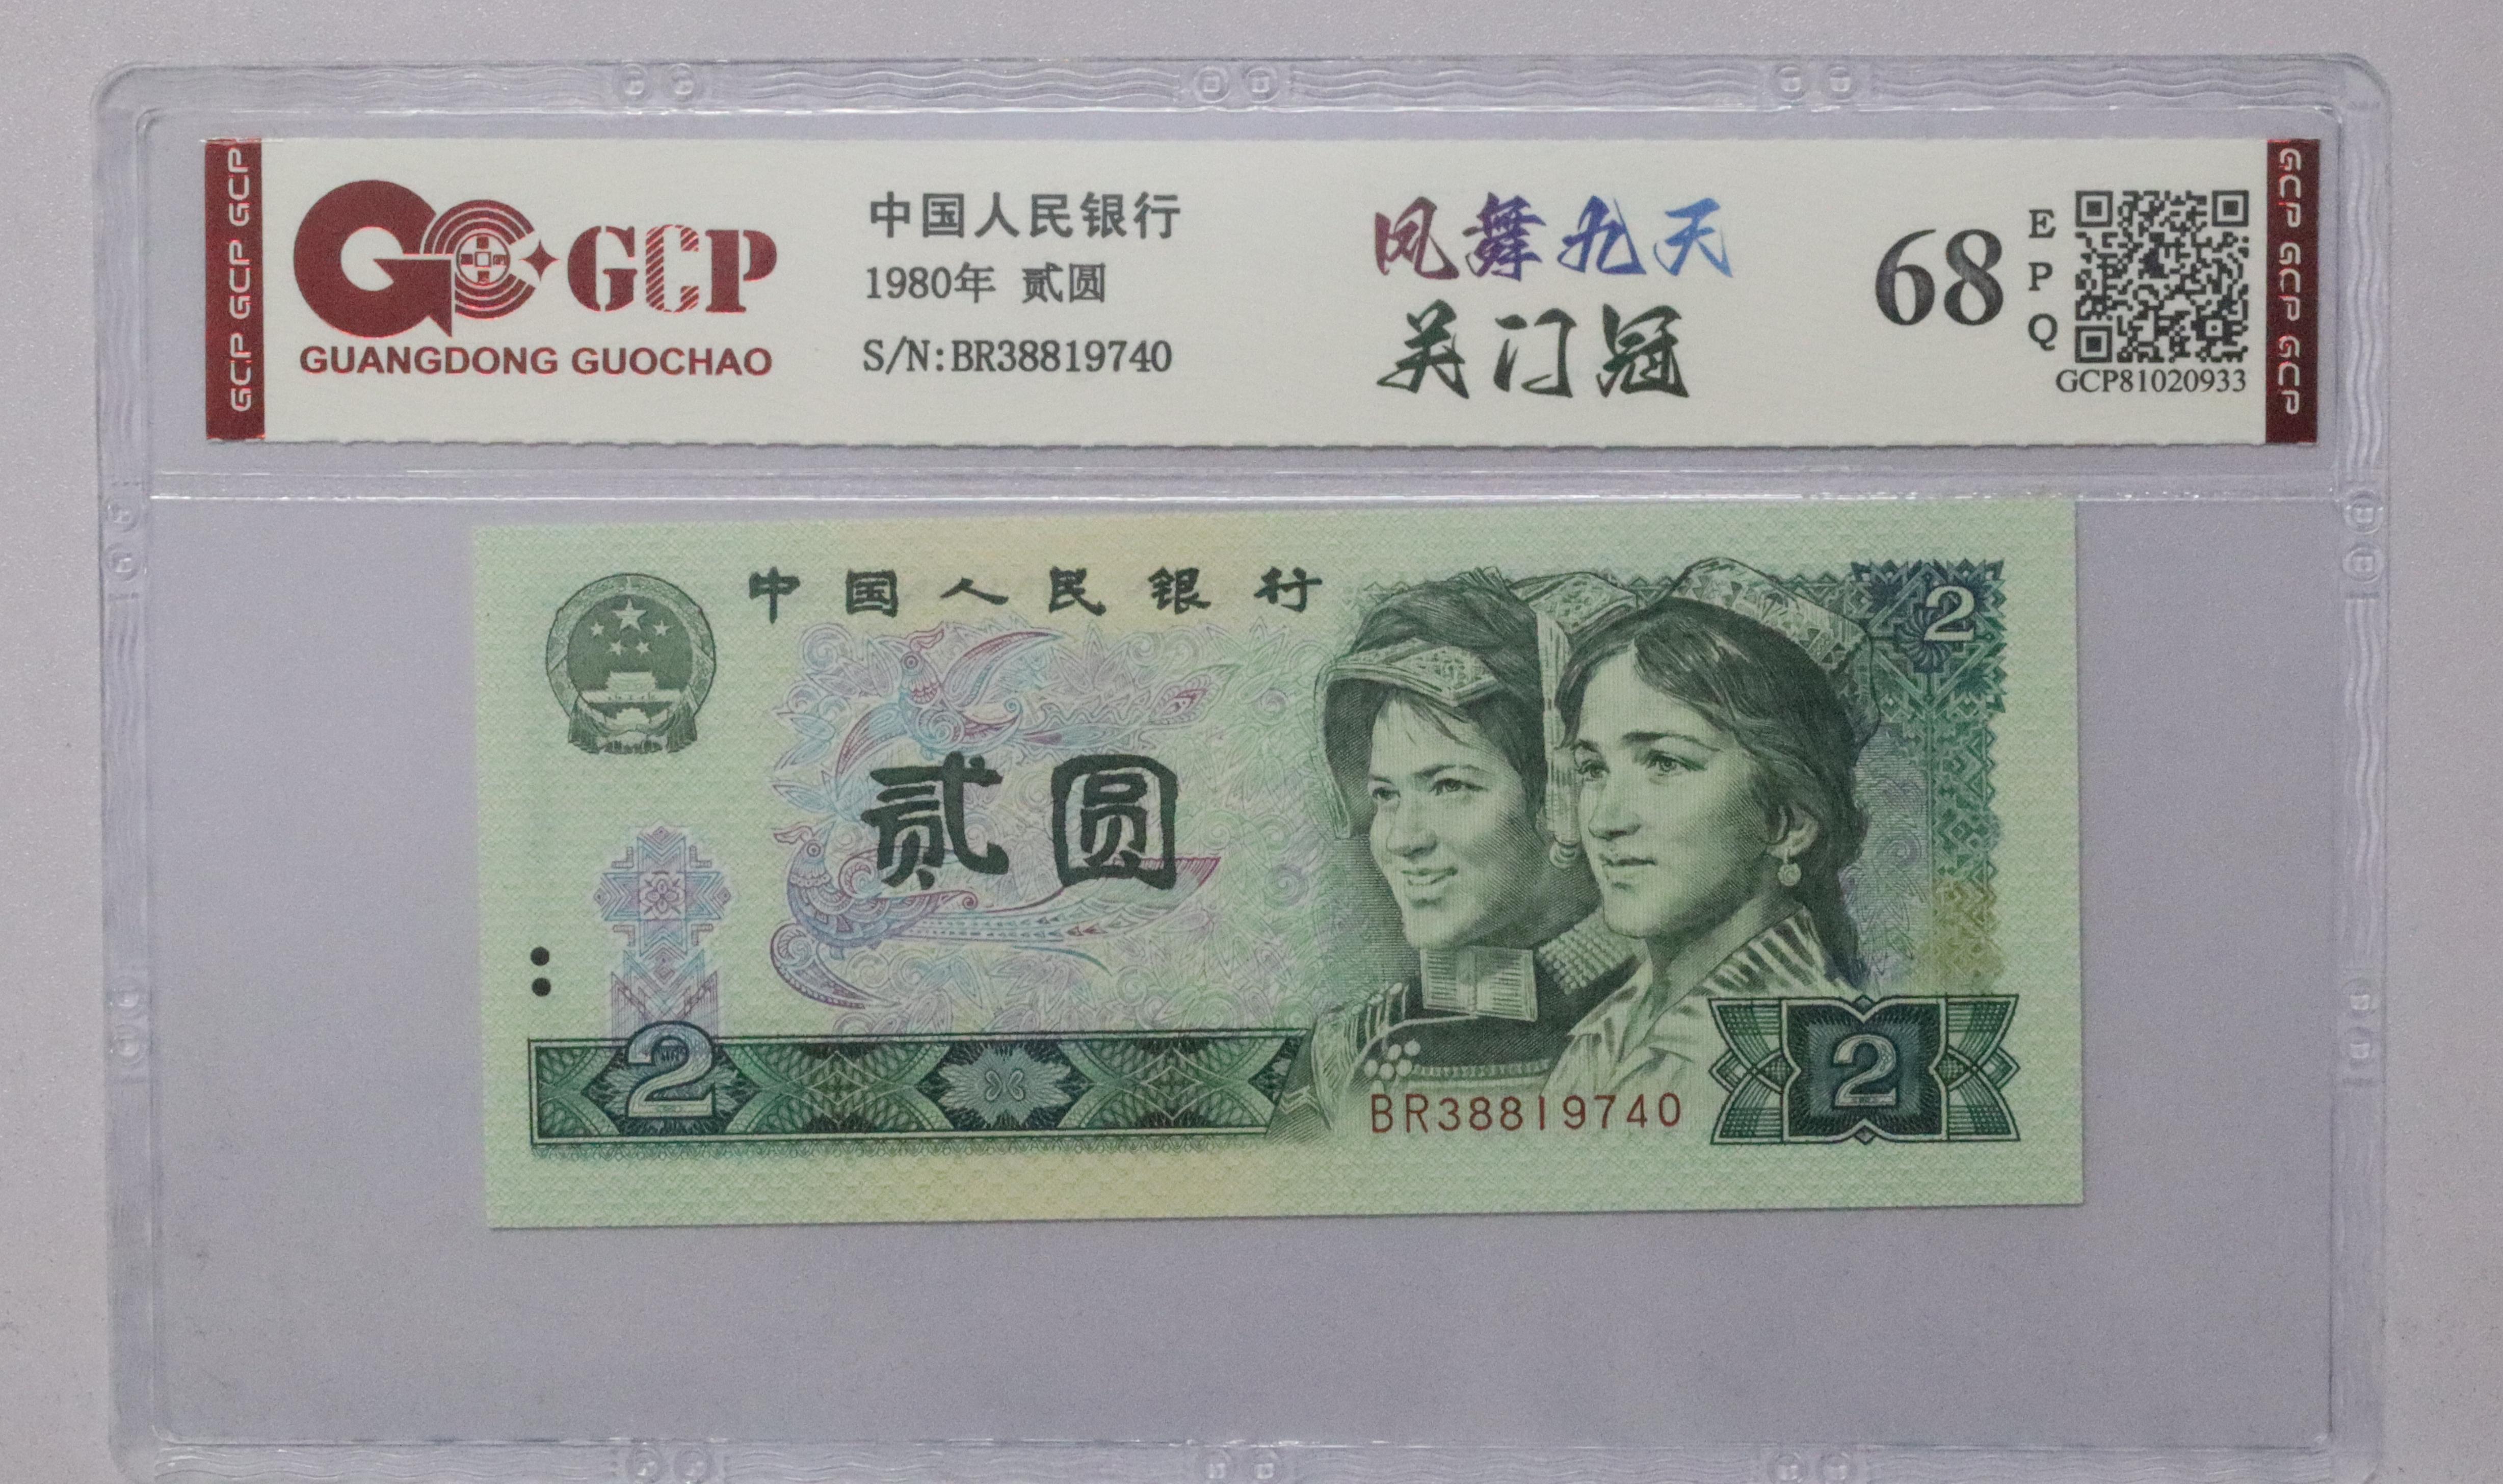 GCP GCP GCP
GCP
GUANGDONG GUOCHAO
中国人民银行
1980年 贰圆
S/N:BR38819740
凤舞九天
关门冠
68
E
P
Q
GCP81020933
GCP GCP GCP
中国人民银行
2
贰圆
2
2
BR38819740